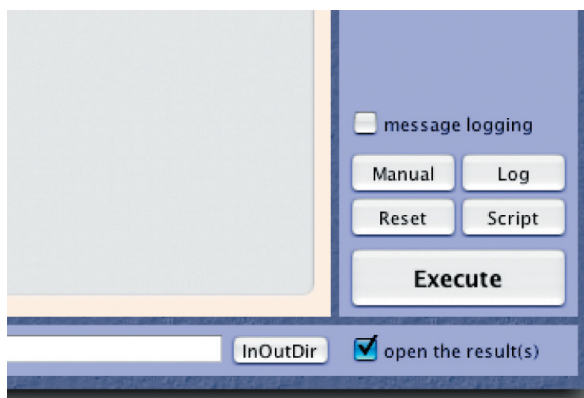 message logging
Manual Log
Reset Script
Execute
InOutDir open the result(s)